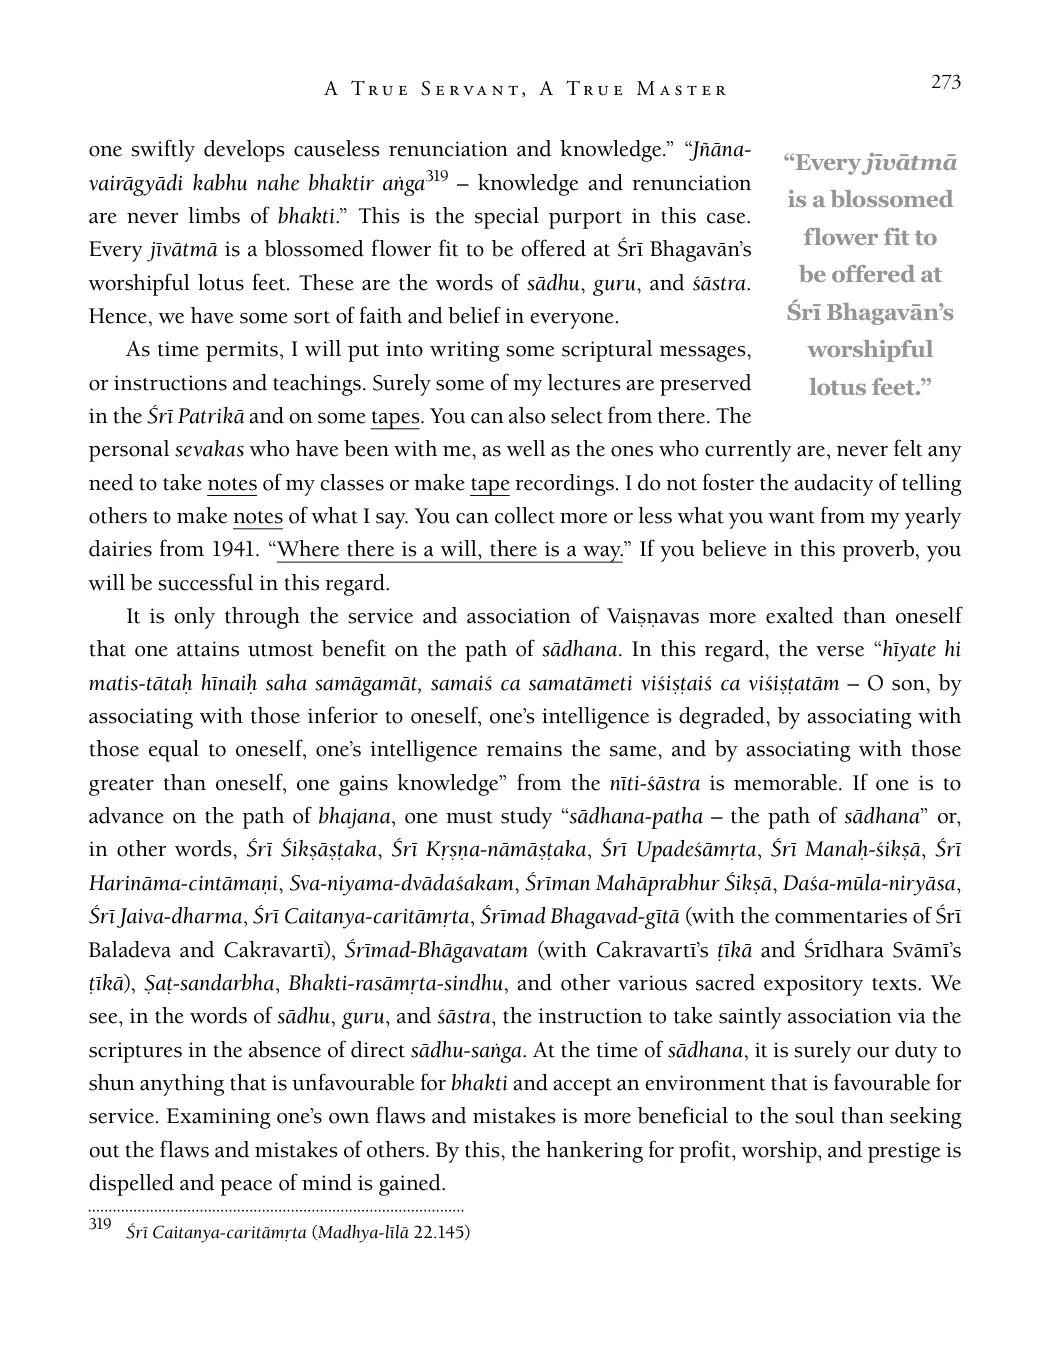 A True Servant, A True Master
273
one swiftly develops causeless renunciation and knowledge.” “Jñāna-
vairāgyādi kabhu nahe bhaktir aṅga319 – knowledge and renunciation
are never limbs of bhakti.” This is the special purport in this case.
Every jīvātmā is a blossomed flower fit to be offered at Śrī Bhagavān’s
worshipful lotus feet. These are the words of sādhu, guru, and śāstra.
Hence, we have some sort of faith and belief in everyone.
As time permits, I will put into writing some scriptural messages,
or instructions and teachings. Surely some of my lectures are preserved
in the Śrī Patrikā and on some tapes. You can also select from there. The
“Every jīvātmā
is a blossomed
flower fit to
be offered at
Śrī Bhagavān’s
worshipful
lotus feet.”
personal sevakas who have been with me, as well as the ones who currently are, never felt any
need to take notes of my classes or make tape recordings. I do not foster the audacity of telling
others to make notes of what I say. You can collect more or less what you want from my yearly
dairies from 1941. “Where there is a will, there is a way.” If you believe in this proverb, you
will be successful in this regard.
It is only through the service and association of Vaiṣṇavas more exalted than oneself
that one attains utmost benefit on the path of sādhana. In this regard, the verse “hīyate hi
matis-tātaḥ hīnaiḥ saha samāgamāt, samaiś ca samatāmeti viśiṣṭaiś ca viśiṣṭatām – O son, by
associating with those inferior to oneself, one’s intelligence is degraded, by associating with
those equal to oneself, one’s intelligence remains the same, and by associating with those
greater than oneself, one gains knowledge” from the nīti-śāstra is memorable. If one is to
advance on the path of bhajana, one must study “sādhana-patha – the path of sādhana” or,
in other words, Śrī Śikṣāṣṭaka, Śrī Kṛṣṇa-nāmāṣṭaka, Śrī Upadeśāmṛta, Śrī Manaḥ-śikṣā, Śrī
Harināma-cintāmaṇi, Sva-niyama-dvādaśakam, Śrīman Mahāprabhur Śikṣā, Daśa-mūla-niryāsa,
Śrī Jaiva-dharma, Śrī Caitanya-caritāmṛta, Śrīmad Bhagavad-gītā (with the commentaries of Śrī
Baladeva and Cakravartī), Śrīmad-Bhāgavatam (with Cakravartī’s ṭīkā and Śrīdhara Svāmī’s
ṭīkā), Ṣaṭ-sandarbha, Bhakti-rasāmṛta-sindhu, and other various sacred expository texts. We
see, in the words of sādhu, guru, and śāstra, the instruction to take saintly association via the
scriptures in the absence of direct sādhu-saṅga. At the time of sādhana, it is surely our duty to
shun anything that is unfavourable for bhakti and accept an environment that is favourable for
service. Examining one’s own flaws and mistakes is more beneficial to the soul than seeking
out the flaws and mistakes of others. By this, the hankering for profit, worship, and prestige is
dispelled and peace of mind is gained.
319 Śrī Caitanya-caritāmṛta (Madhya-līlā 22.145)